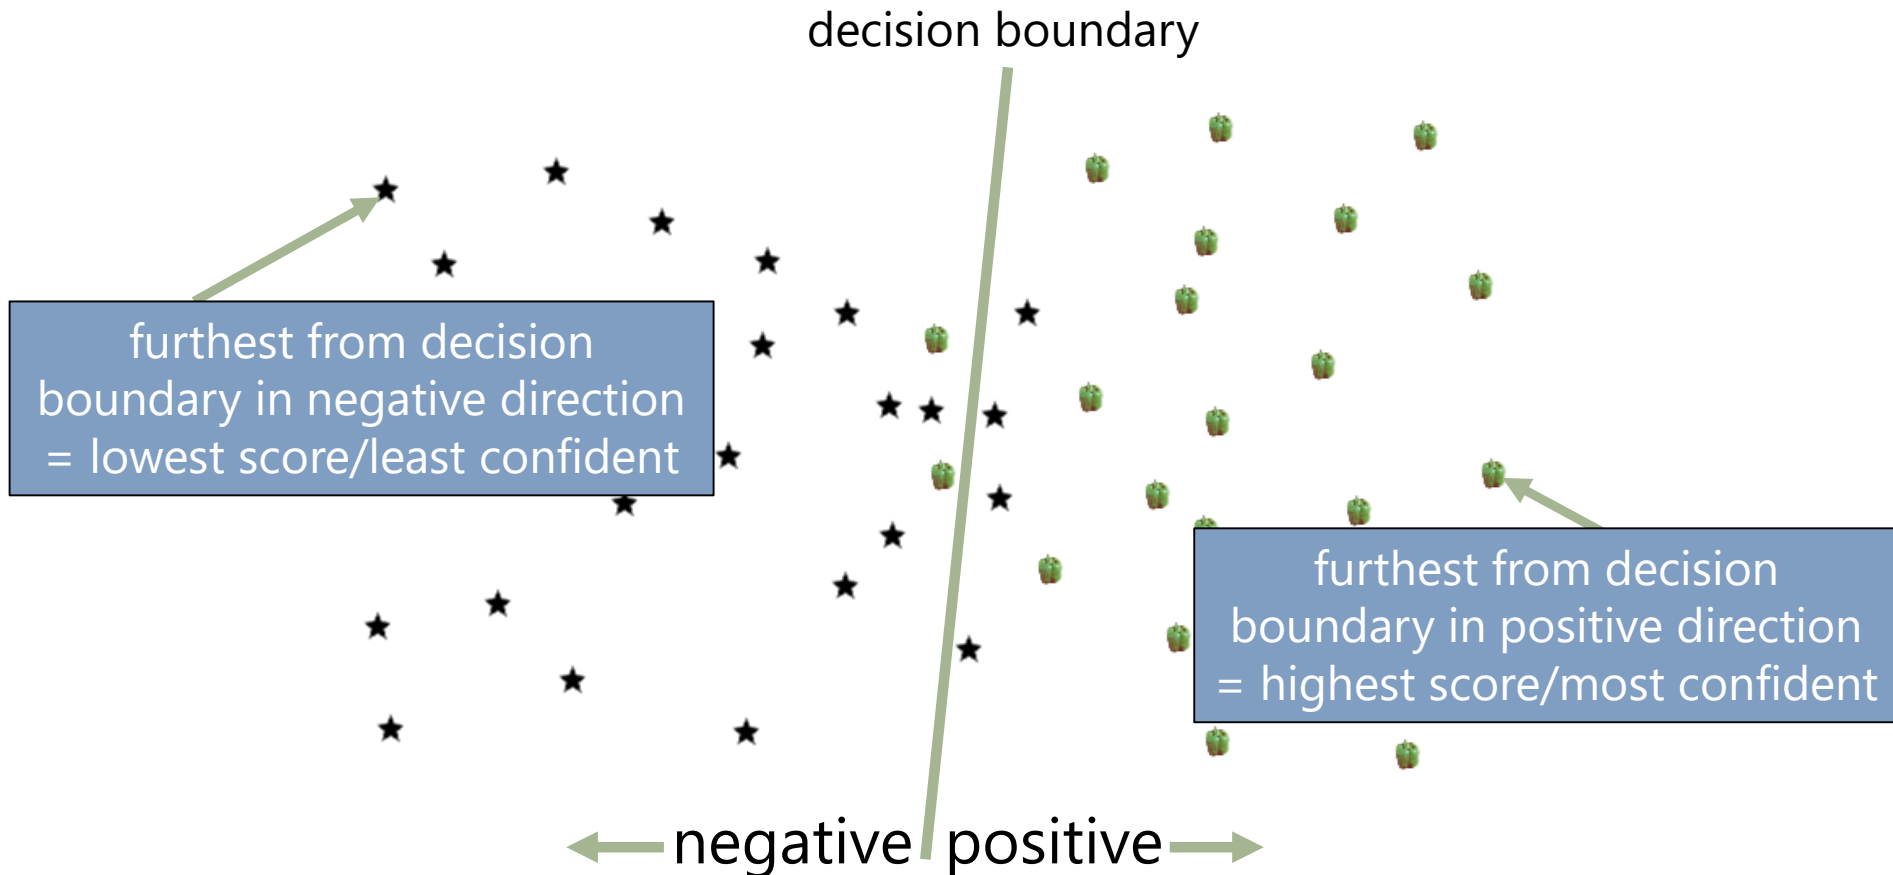 decision boundary
furthest from decision
boundary in negative direction
= lowest score/least confident
furthest from decision
boundary in positive direction
= highest score/most confident
negative positive